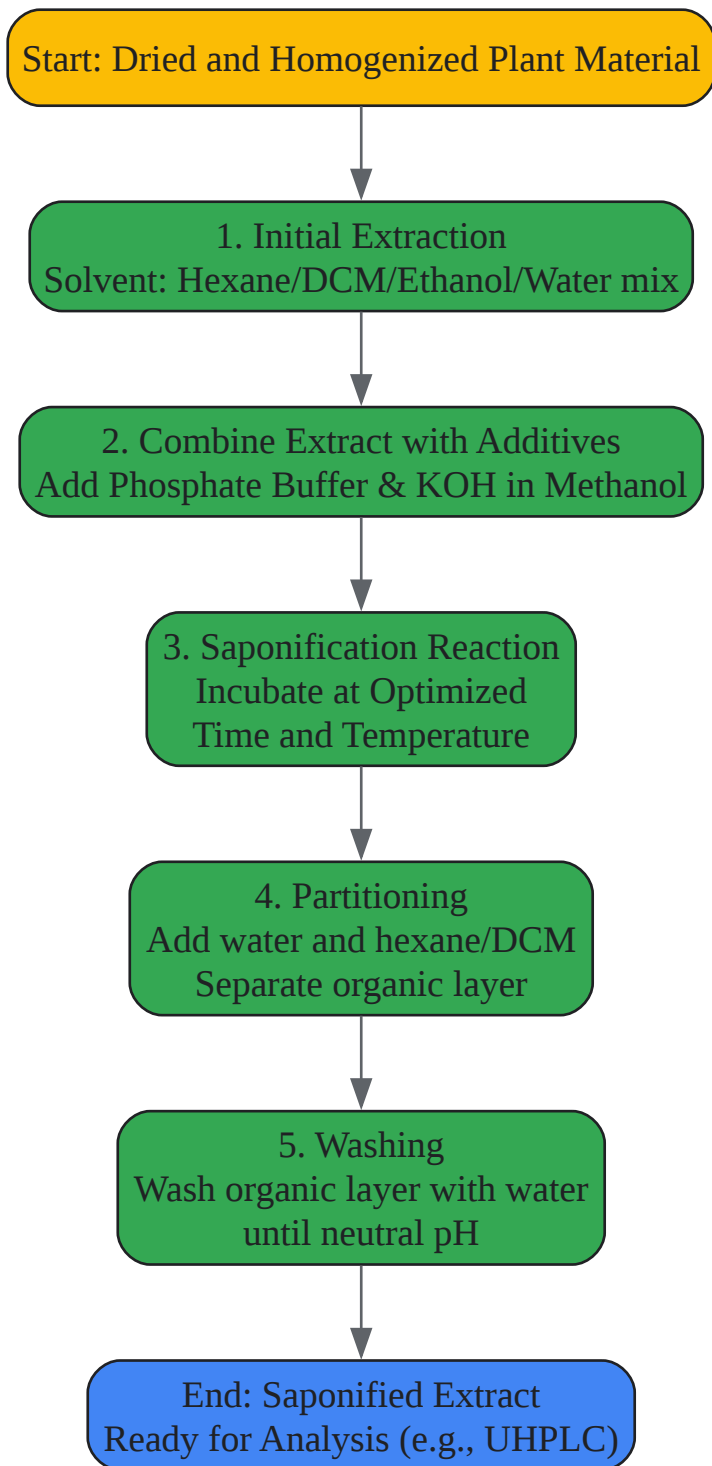 Start: Dried and Homogenized Plant Material
1. Initial Extraction
Solvent: Hexane/DCM/Ethanol/Water mix
2. Combine Extract with Additives
Add Phosphate Buffer & KOH in Methanol
3. Saponification Reaction
Incubate at Optimized
Time and Temperature
4. Partitioning
Add water and hexane/DCM
Separate organic layer
5. Washing
Wash organic layer with water
until neutral pH
End: Saponified Extract
Ready for Analysis (e.g., UHPLC)